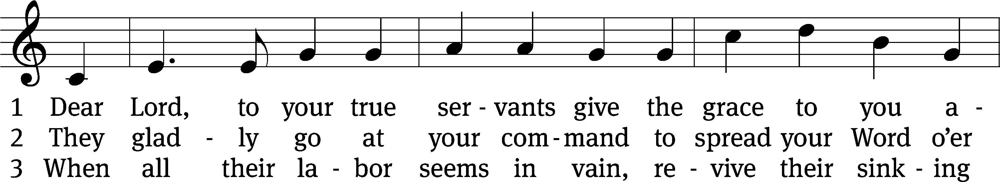 1 Dear Lord, to your true ser - vants give the grace to you a -
2 They glad - ly go at your com - mand to spread your Word o’er
3 When all their la - bor seems in vain, re - vive their sink - ing